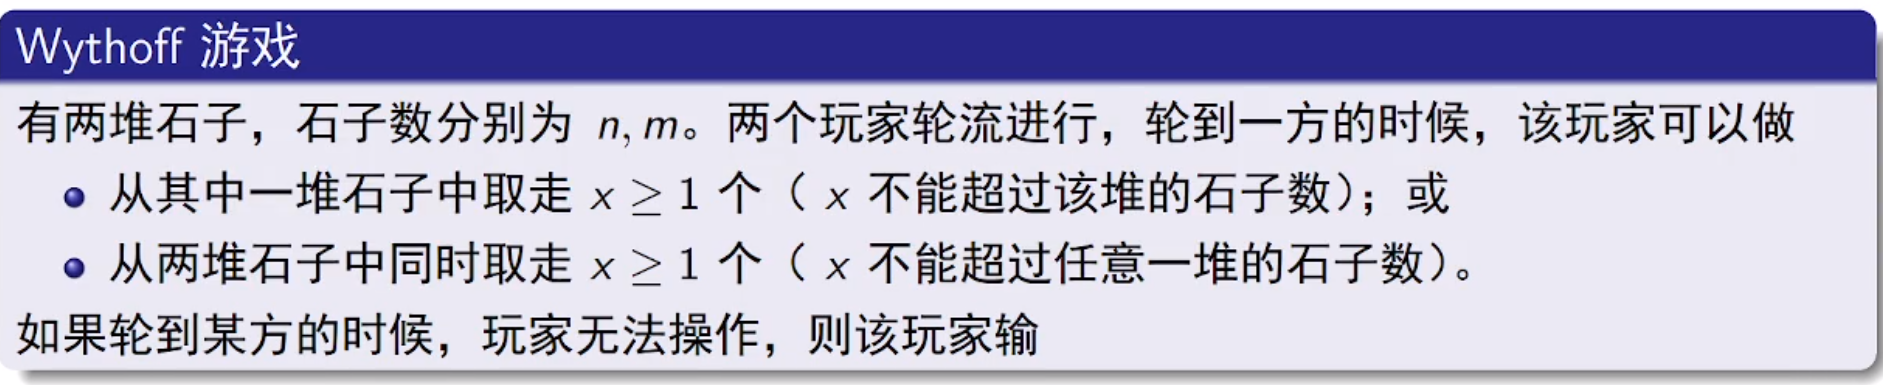 Wythoff 游戏
有两堆石子，石子数分别为 n, m。两个玩家轮流进行，轮到一方的时候，该玩家可以做
• 从其中一堆石子中取走 x ≥ 1 个（ x 不能超过该堆的石子数）；或
• 从两堆石子中同时取走 x ≥ 1 个（ x 不能超过任意一堆的石子数）。
如果轮到某方的时候，玩家无法操作，则该玩家输